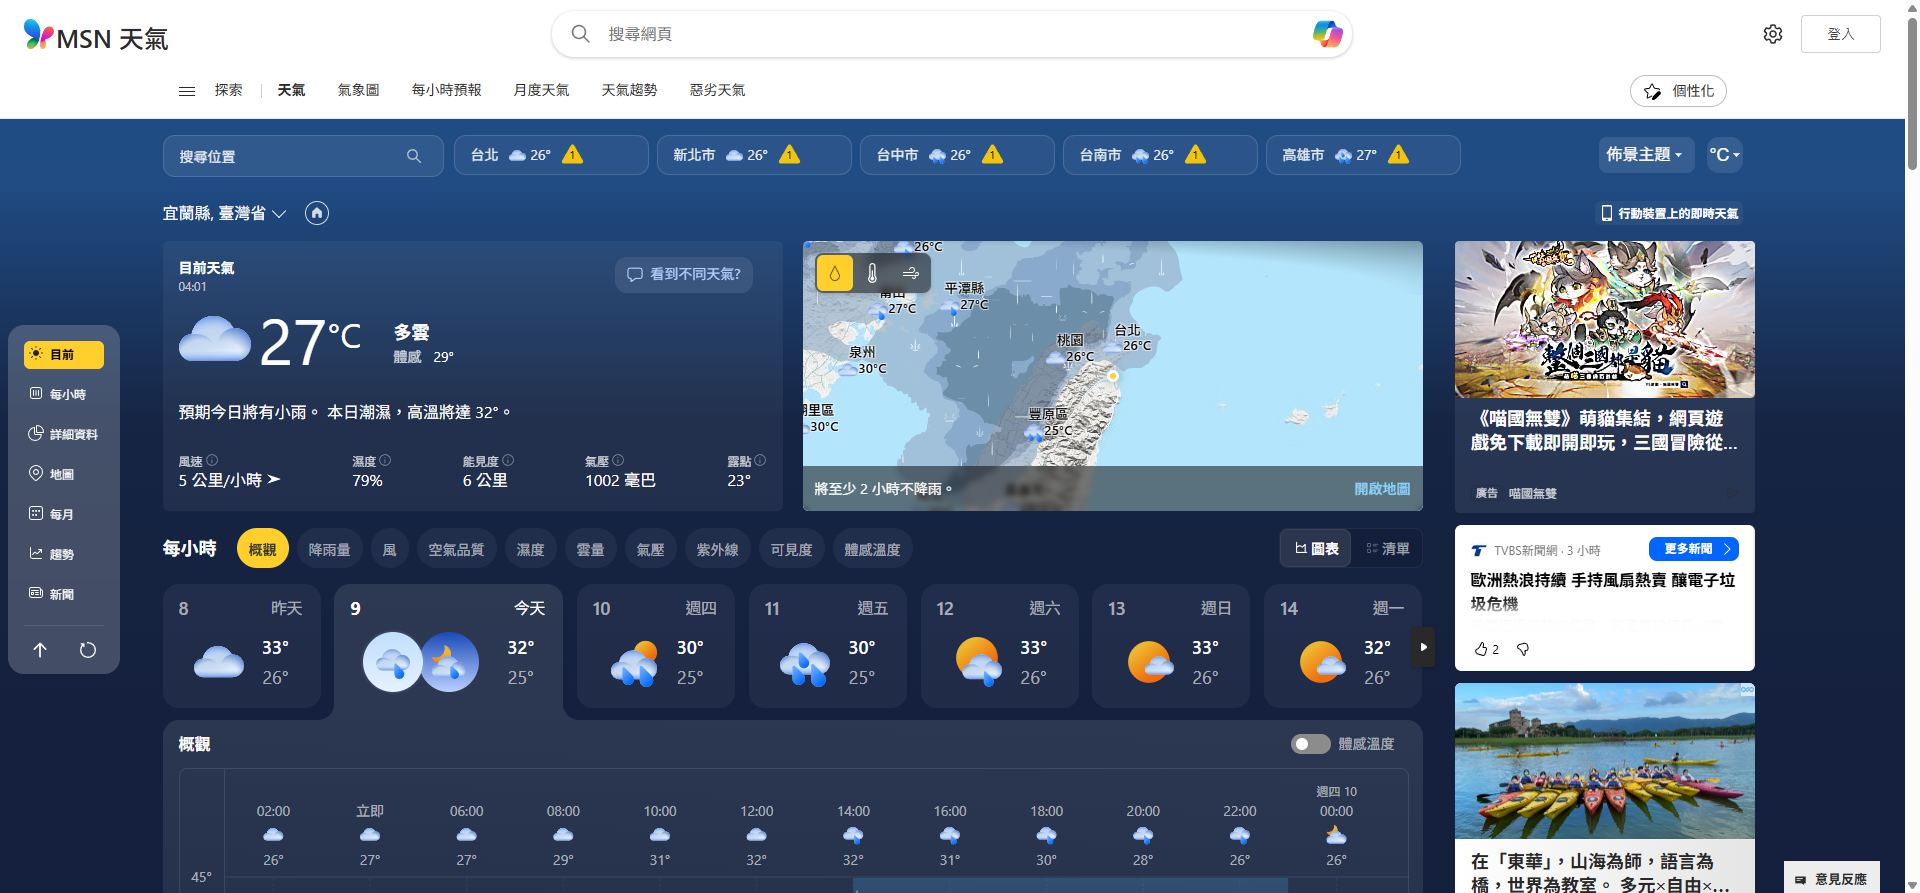 MSN 天氣
搜尋網頁
登入
探索
天氣
氣象圖
每小時預報
月度天氣
天氣趨勢
惡劣天氣
個性化
搜尋位置
台北 26° 1
新北市 26° 1
台中市 26° 1
台南市 26° 1
高雄市 27° 1
佈景主題
°C
宜蘭縣, 臺灣省
行動裝置上的即時天氣
目前
每小時
詳細資料
地圖
每月
趨勢
新聞
目前天氣
04:01
看到不同天氣?
27°C
多雲
體感 29°
預期今日將有小雨。 本日潮濕，高溫將達 32°。
風速 濕度 能見度 氣壓 露點
5 公里/小時 79% 6 公里 1002 毫巴 23°
26°C
平潭縣
27°C
27°C
泉州
30°C
桃園
26°C
台北
26°C
30°C
豐原區
25°C
將至少 2 小時不降雨。
開啟地圖
整個三國都是貓
《喵國無雙》萌貓集結，網頁遊
戲免下載即開即玩，三國冒險從...
廣告 喵國無雙
每小時
概觀 降雨量 風 空氣品質 濕度 雲量 氣壓 紫外線 可見度 體感溫度
圖表 清單
8 昨天
33°
26°
9 今天
32°
25°
10 週四
30°
25°
11 週五
30°
25°
12 週六
33°
26°
13 週日
33°
26°
14 週一
32°
26°
TVBS新聞網 · 3 小時
更多新聞
歐洲熱浪持續 手持風扇熱賣 釀電子垃
圾危機
2
概觀
體感溫度
週四 10
02:00 立即 06:00 08:00 10:00 12:00 14:00 16:00 18:00 20:00 22:00 00:00
26° 27° 27° 29° 31° 32° 32° 31° 30° 28° 26° 26°
45°
在「東華」，山海為師，語言為
橋，世界為教室。 多元×自由×...
意見反應